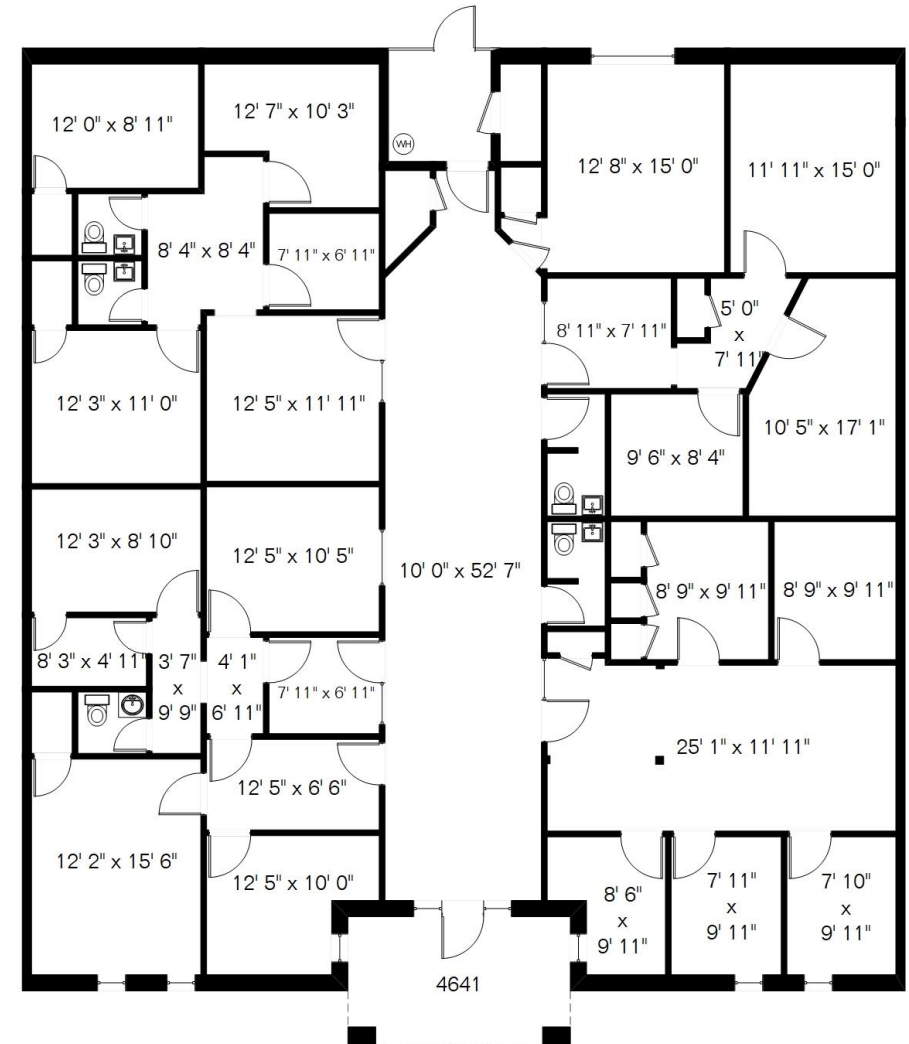 12' 0" x 8' 11"
12' 7" x 10' 3"
WH
12' 8" x 15' 0"
11' 11" x 15' 0"
8' 4" x 8' 4"
7' 11" x 6' 11"
8' 11" x 7' 11"
5' 0"
x
7' 11"
12' 3" x 11' 0"
12' 5" x 11' 11"
9' 6" x 8' 4"
10' 5" x 17' 1"
12' 3" x 8' 10"
12' 5" x 10' 5"
10' 0" x 52' 7"
8' 9" x 9' 11"
8' 9" x 9' 11"
8' 3" x 4' 11"
3' 7"
x
9' 9"
4' 1"
x
6' 11"
7' 11" x 6' 11"
25' 1" x 11' 11"
12' 5" x 6' 6"
12' 2" x 15' 6"
12' 5" x 10' 0"
8' 6"
x
9' 11"
7' 11"
x
9' 11"
7' 10"
x
9' 11"
4641